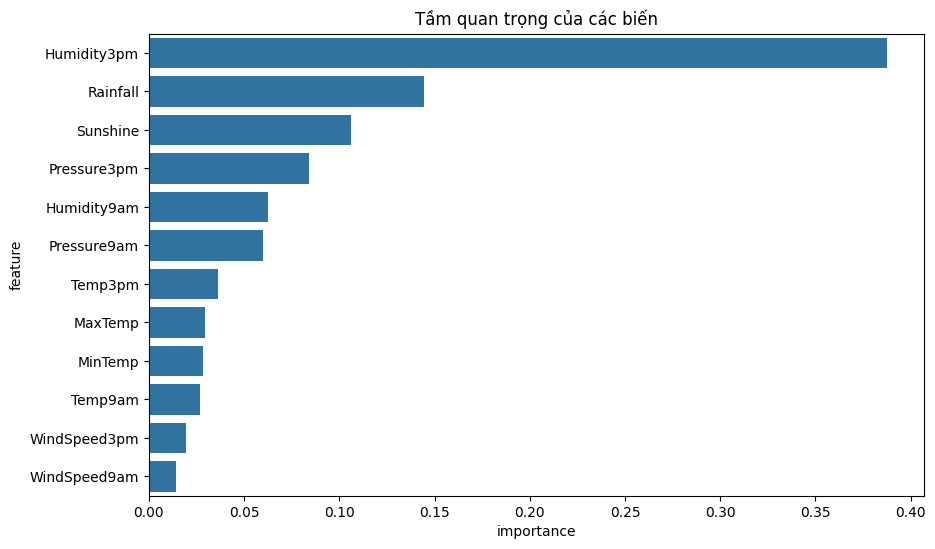 Tầm quan trọng của các biến
feature
Humidity3pm
Rainfall
Sunshine
Pressure3pm
Humidity9am
Pressure9am
Temp3pm
MaxTemp
MinTemp
Temp9am
WindSpeed3pm
WindSpeed9am
0.00 0.05 0.10 0.15 0.20 0.25 0.30 0.35 0.40
importance